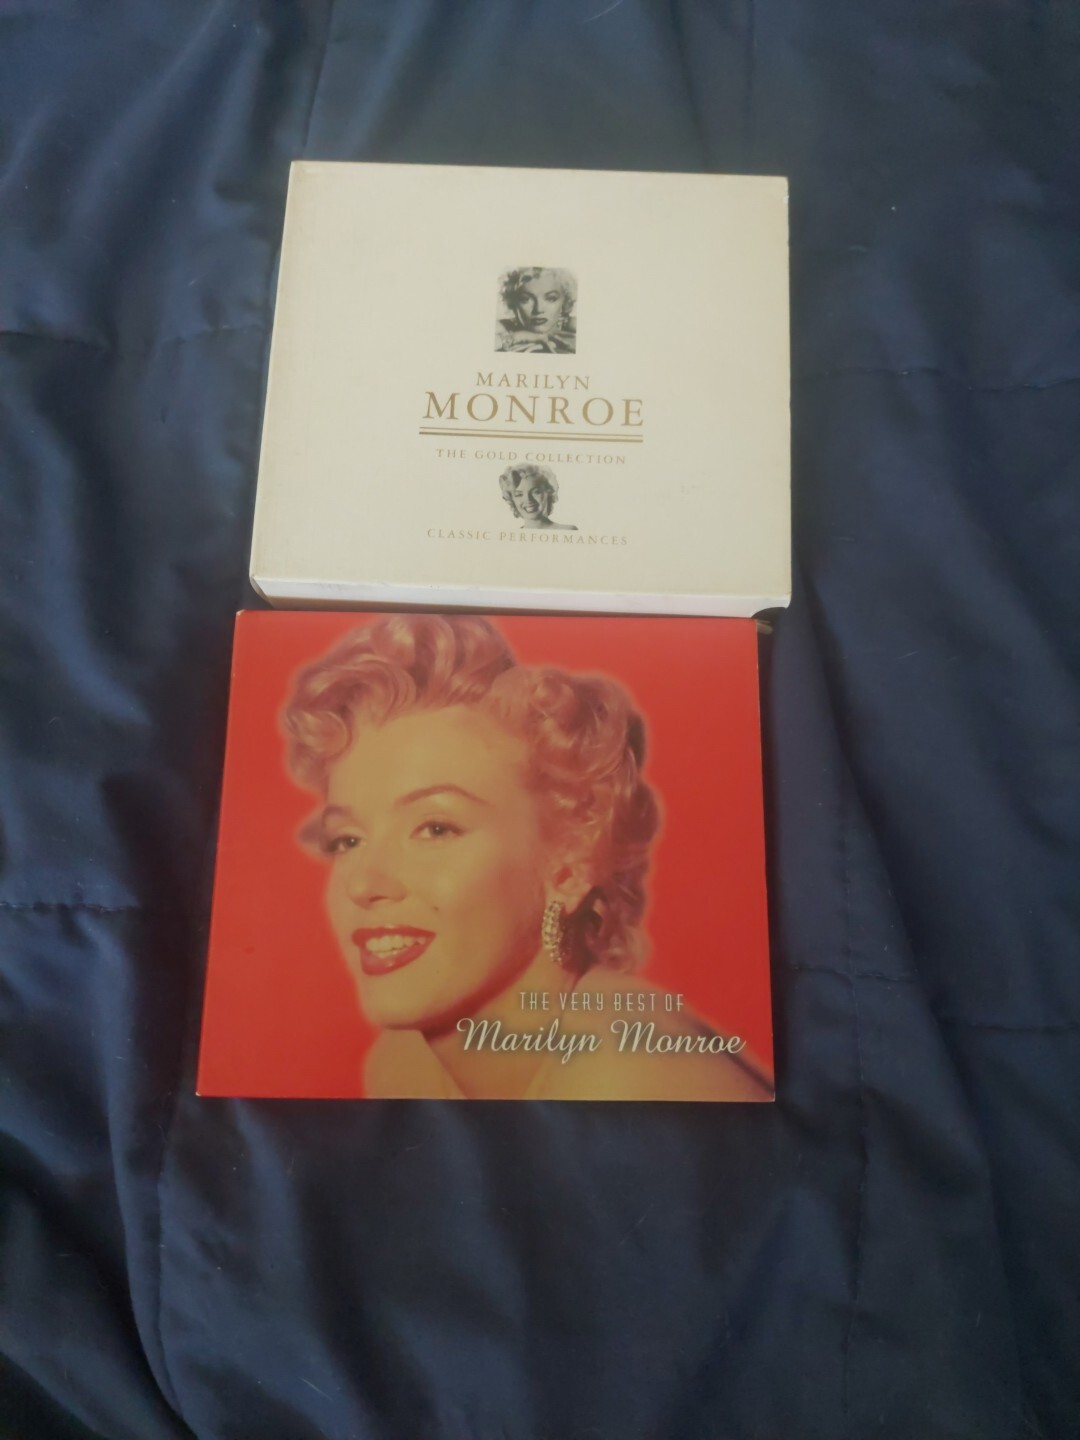 MARILYN
MONROE
THE GOLD COLLECTION
CLASSIC PERFORMANCES
THE VERY BEST OF
Marilyn Monroe